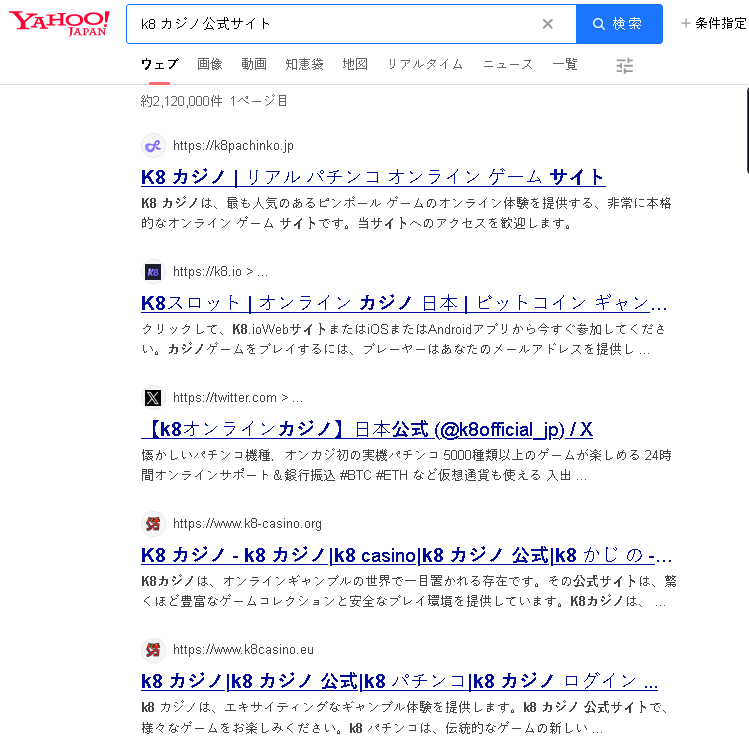 YAHOO! JAPAN
k8 カジノ公式サイト
検索
条件指定
ウェブ 画像 動画 知恵袋 地図 リアルタイム ニュース 一覧
約2,120,000件 1ページ目
https://k8pachinko.jp
K8 カジノ | リアル パチンコ オンライン ゲーム サイト
K8 カジノは、最も人気のあるピンボール ゲームのオンライン体験を提供する、非常に本格
的なオンライン ゲーム サイトです。当サイトへのアクセスを歓迎します。
K8
https://k8.io > ...
K8スロット | オンライン カジノ 日本 | ビットコイン ギャン...
クリックして、K8.ioWebサイトまたはiOSまたはAndroidアプリから今すぐ参加してくださ
い。カジノゲームをプレイするには、プレーヤーはあなたのメールアドレスを提供し ...
https://twitter.com > ...
【k8オンラインカジノ】日本公式 (@k8official_jp) / X
懐かしいパチンコ機種，オンカジ初の実機パチンコ 5000種類以上のゲームが楽しめる 24時
間オンラインサポート＆銀行振込 #BTC #ETH など仮想通貨も使える 入出 ...
https://www.k8-casino.org
K8 カジノ - k8 カジノ|k8 casino|k8 カジノ 公式|k8 かじ の -...
K8カジノは、オンラインギャンブルの世界で一目置かれる存在です。その公式サイトは、驚
くほど豊富なゲームコレクションと安全なプレイ環境を提供しています。K8カジノは、 ...
https://www.k8casino.eu
k8 カジノ|k8 カジノ 公式|k8 パチンコ|k8 カジノ ログイン ...
k8 カジノは、エキサイティングなギャンブル体験を提供します。k8 カジノ 公式サイトで、
様々なゲームをお楽しみください。k8 パチンコは、伝統的なゲームの新しい ...